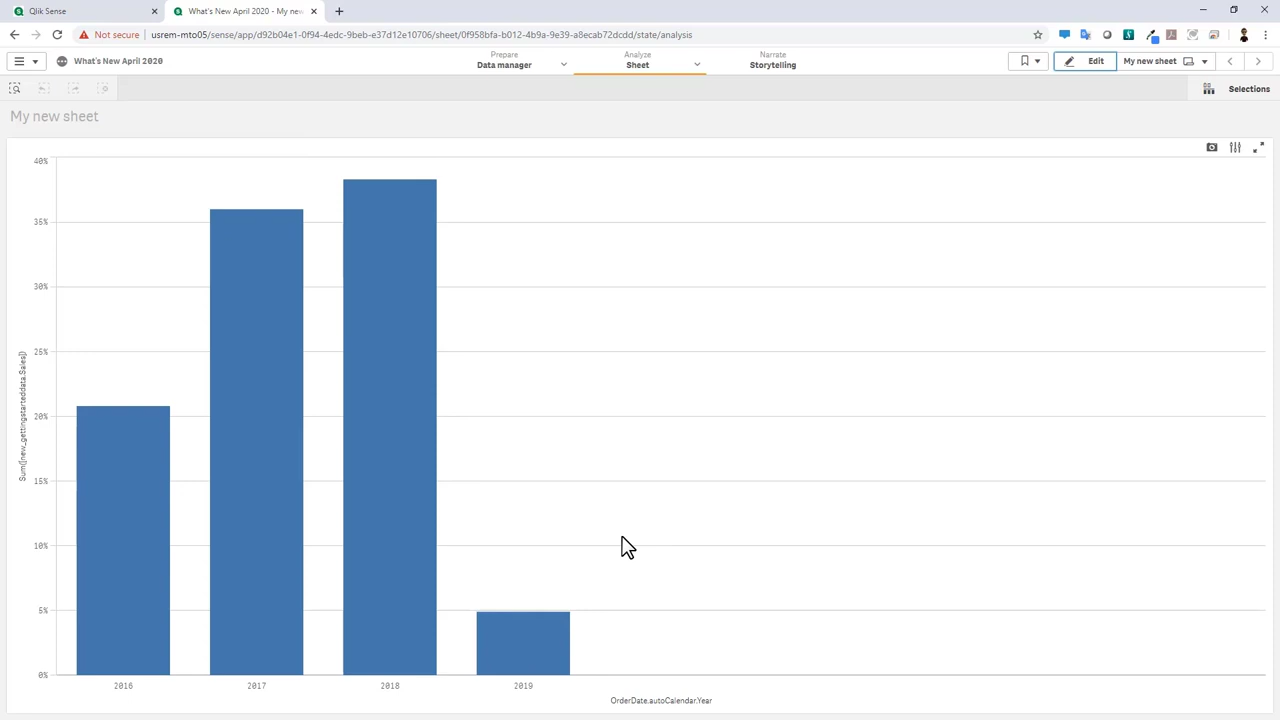 Qlik Sense
What's New April 2020 - My new
Not secure
usrem-mto05/sense/app/d92b04e1-0f94-4edc-9beb-e37d12e10706/sheet/0f958bfa-b012-4b9a-9e39-a8ecab72dcdd/state/analysis
What's New April 2020
Prepare
Data manager
Analyze
Sheet
Narrate
Storytelling
Edit
My new sheet
Selections
My new sheet
40%
35%
30%
25%
20%
15%
10%
5%
0%
Sum([new_gettingstarteddata.Sales])
2016
2017
2018
2019
OrderDate.autoCalendar.Year